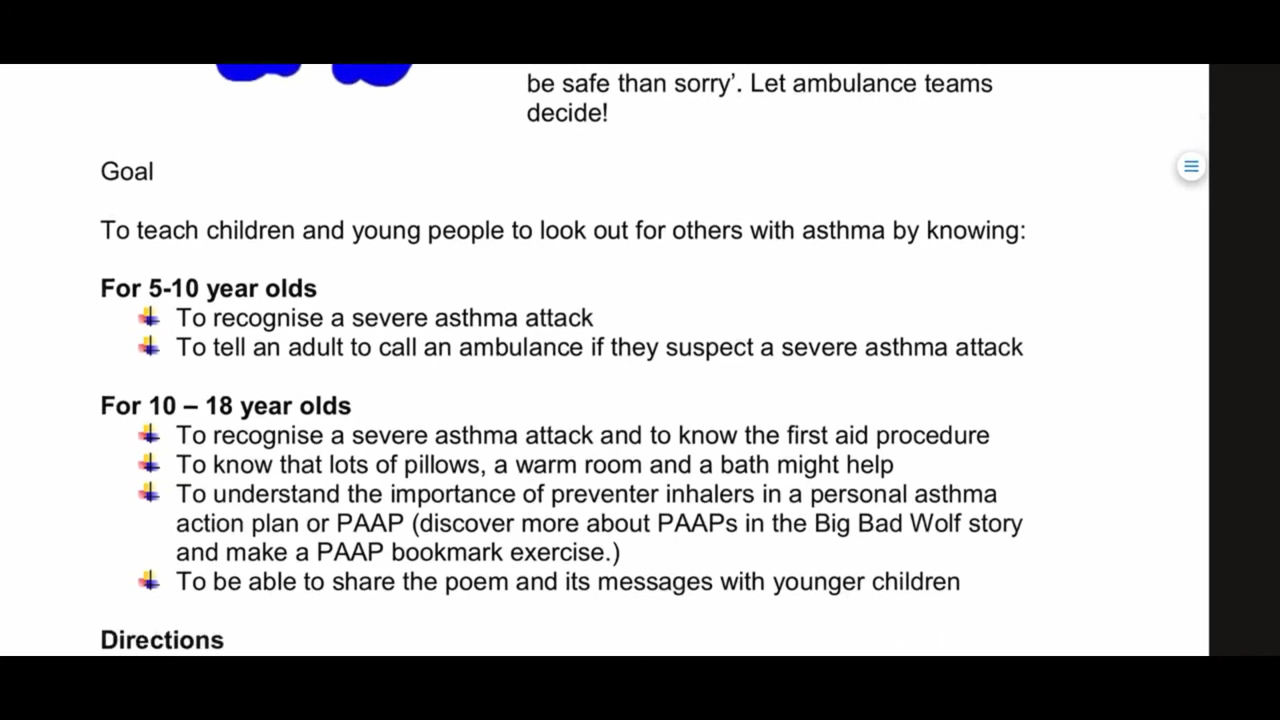 be safe than sorry’. Let ambulance teams
decide!
Goal
To teach children and young people to look out for others with asthma by knowing:
For 5-10 year olds
To recognise a severe asthma attack
To tell an adult to call an ambulance if they suspect a severe asthma attack
For 10 – 18 year olds
To recognise a severe asthma attack and to know the first aid procedure
To know that lots of pillows, a warm room and a bath might help
To understand the importance of preventer inhalers in a personal asthma
action plan or PAAP (discover more about PAAPs in the Big Bad Wolf story
and make a PAAP bookmark exercise.)
To be able to share the poem and its messages with younger children
Directions